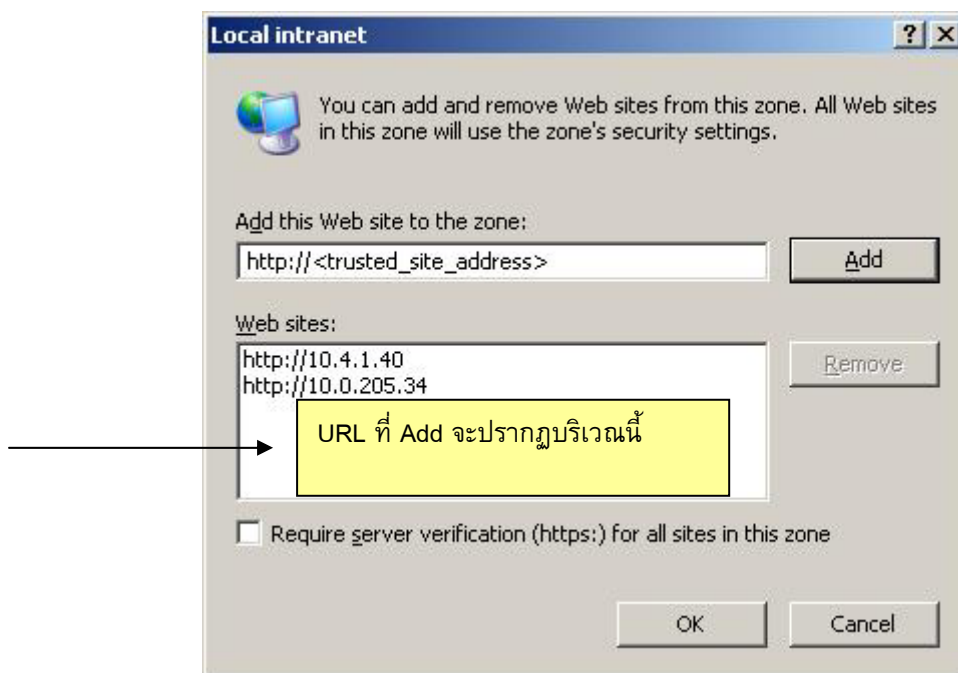 Local intranet
You can add and remove Web sites from this zone. All Web sites
in this zone will use the zone's security settings.
Add this Web site to the zone:
http://<trusted_site_address>
Add
Web sites:
http://10.4.1.40
http://10.0.205.34
Remove
URL ที่ Add จะปรากฏบริเวณนี้
Require server verification (https:) for all sites in this zone
OK
Cancel